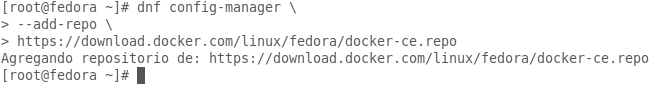 [root@fedora ~]# dnf config-manager \
> --add-repo \
> https://download.docker.com/linux/fedora/docker-ce.repo
Agregando repositorio de: https://download.docker.com/linux/fedora/docker-ce.repo
[root@fedora ~]#